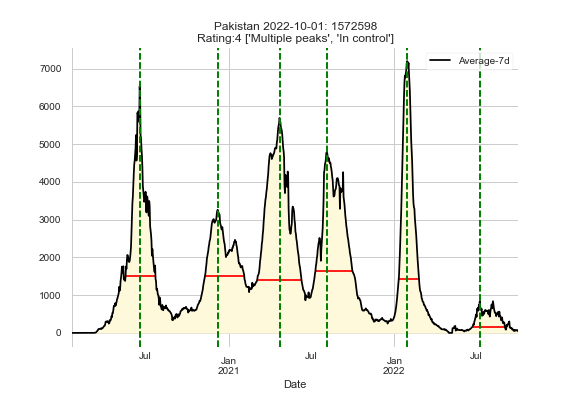 Pakistan 2022-10-01: 1572598
Rating:4 ['Multiple peaks', 'In control']
Average-7d
7000
6000
5000
4000
3000
2000
1000
0
Jul
Jan
2021
Jul
Jan
2022
Jul
Date